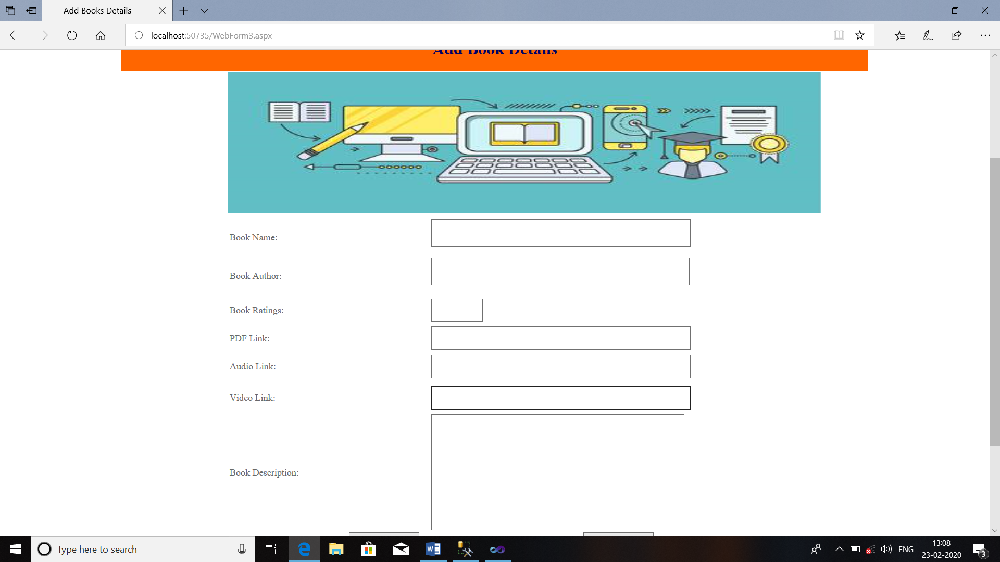 Add Books Details
localhost:50735/WebForm3.aspx
Add Book Details
Book Name:
Book Author:
Book Ratings:
PDF Link:
Audio Link:
Video Link:
Book Description:
Type here to search
ENG
13:08
23-02-2020
3